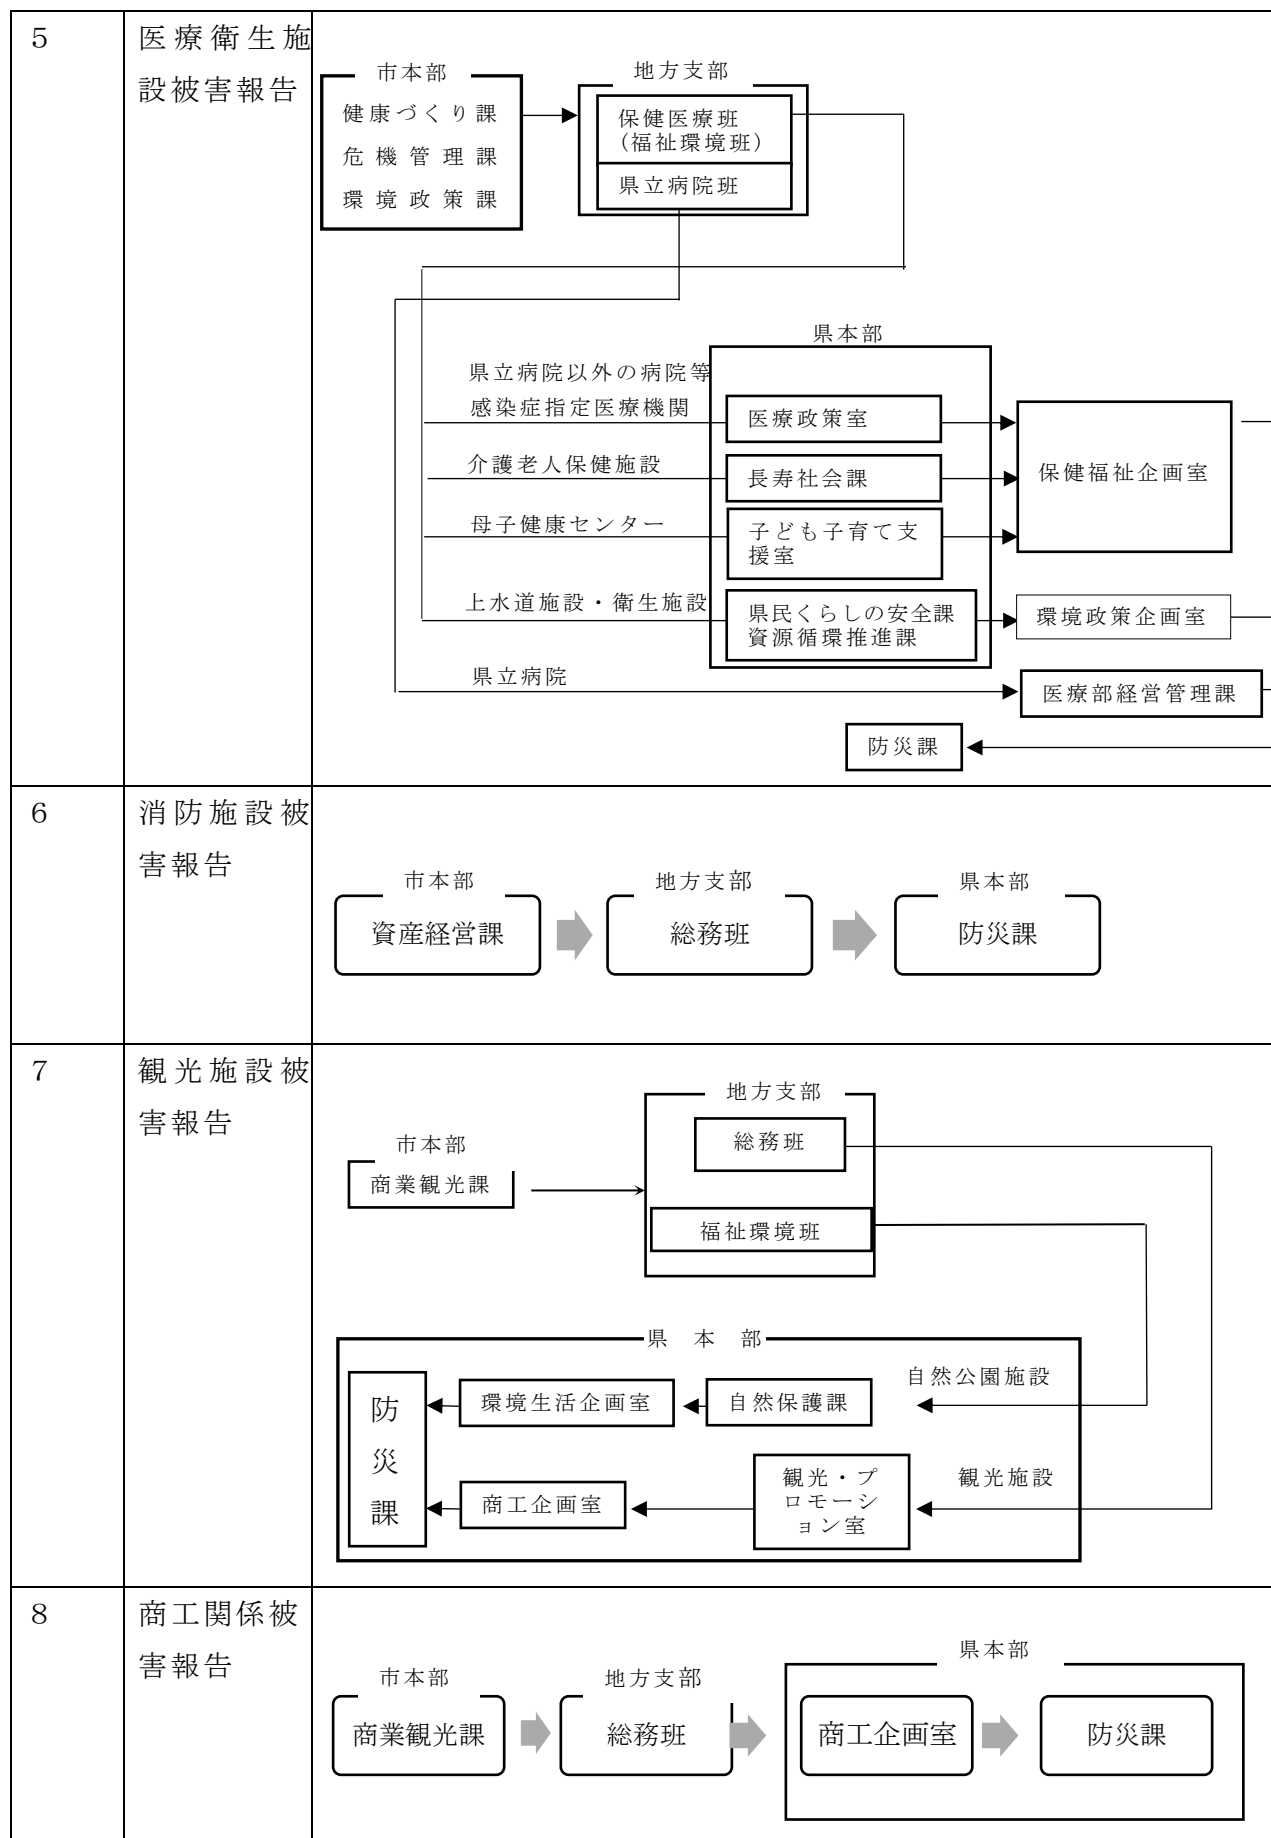 5
医療衛生施
設被害報告
市本部
健康づくり課
危機管理課
環境政策課
地方支部
保健医療班
(福祉環境班)
県立病院班
県本部
県立病院以外の病院等
感染症指定医療機関
医療政策室
介護老人保健施設
長寿社会課
保健福祉企画室
母子健康センター
子ども子育て支
援室
上水道施設・衛生施設
県民くらしの安全課
資源循環推進課
環境政策企画室
県立病院
医療部経営管理課
防災課
6
消防施設被
害報告
市本部
資産経営課
地方支部
総務班
県本部
防災課
7
観光施設被
害報告
市本部
商業観光課
地方支部
総務班
福祉環境班
県 本 部
防
災
課
環境生活企画室
自然保護課
自然公園施設
商工企画室
観光・プ
ロモーシ
ョン室
観光施設
8
商工関係被
害報告
市本部
商業観光課
地方支部
総務班
県本部
商工企画室
防災課